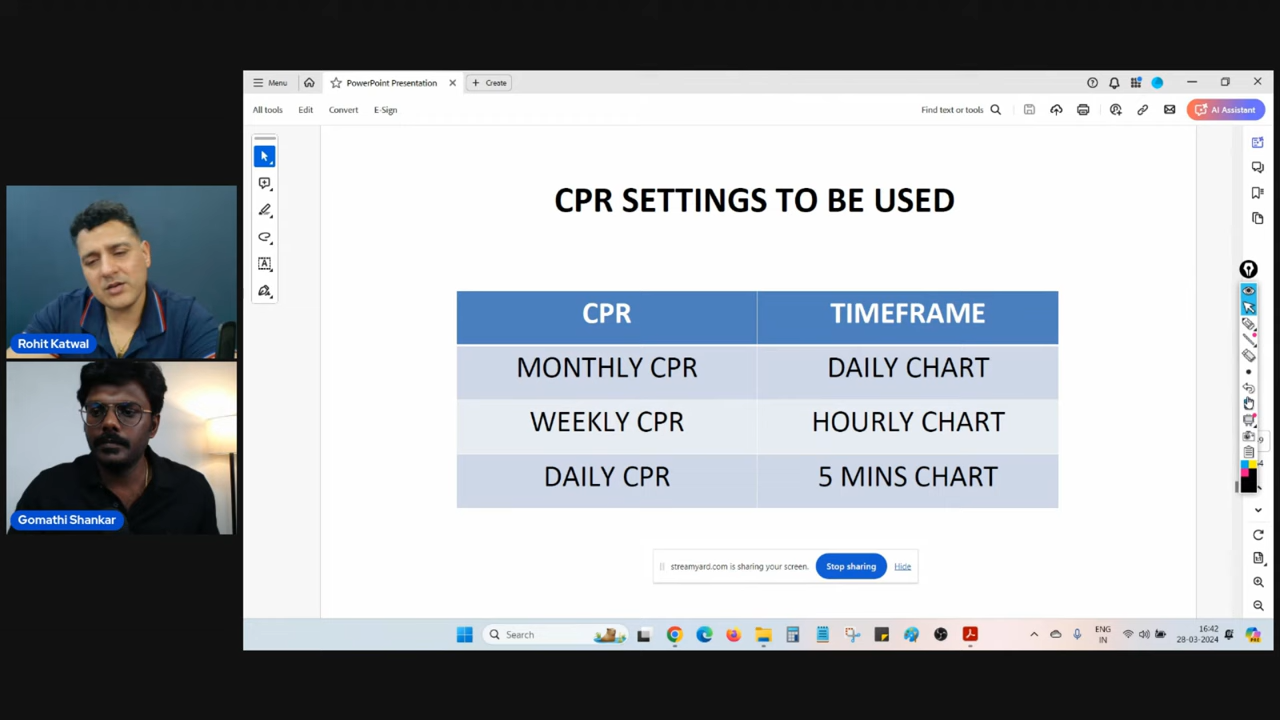 Menu
PowerPoint Presentation
Create
All tools
Edit
Convert
E-Sign
Find text or tools
AI Assistant
CPR SETTINGS TO BE USED
CPR TIMEFRAME
MONTHLY CPR DAILY CHART
WEEKLY CPR HOURLY CHART
DAILY CPR 5 MINS CHART
Rohit Katwal
Gomathi Shankar
streamyard.com is sharing your screen.
Stop sharing
Hide
Search
ENG
IN
16:42
28-03-2024